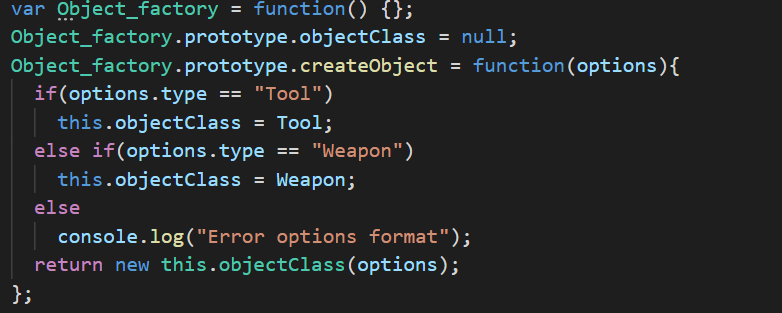 var Object_factory = function() {};
Object_factory.prototype.objectClass = null;
Object_factory.prototype.createObject = function(options){
  if(options.type == "Tool")
    this.objectClass = Tool;
  else if(options.type == "Weapon")
    this.objectClass = Weapon;
  else
    console.log("Error options format");
  return new this.objectClass(options);
};